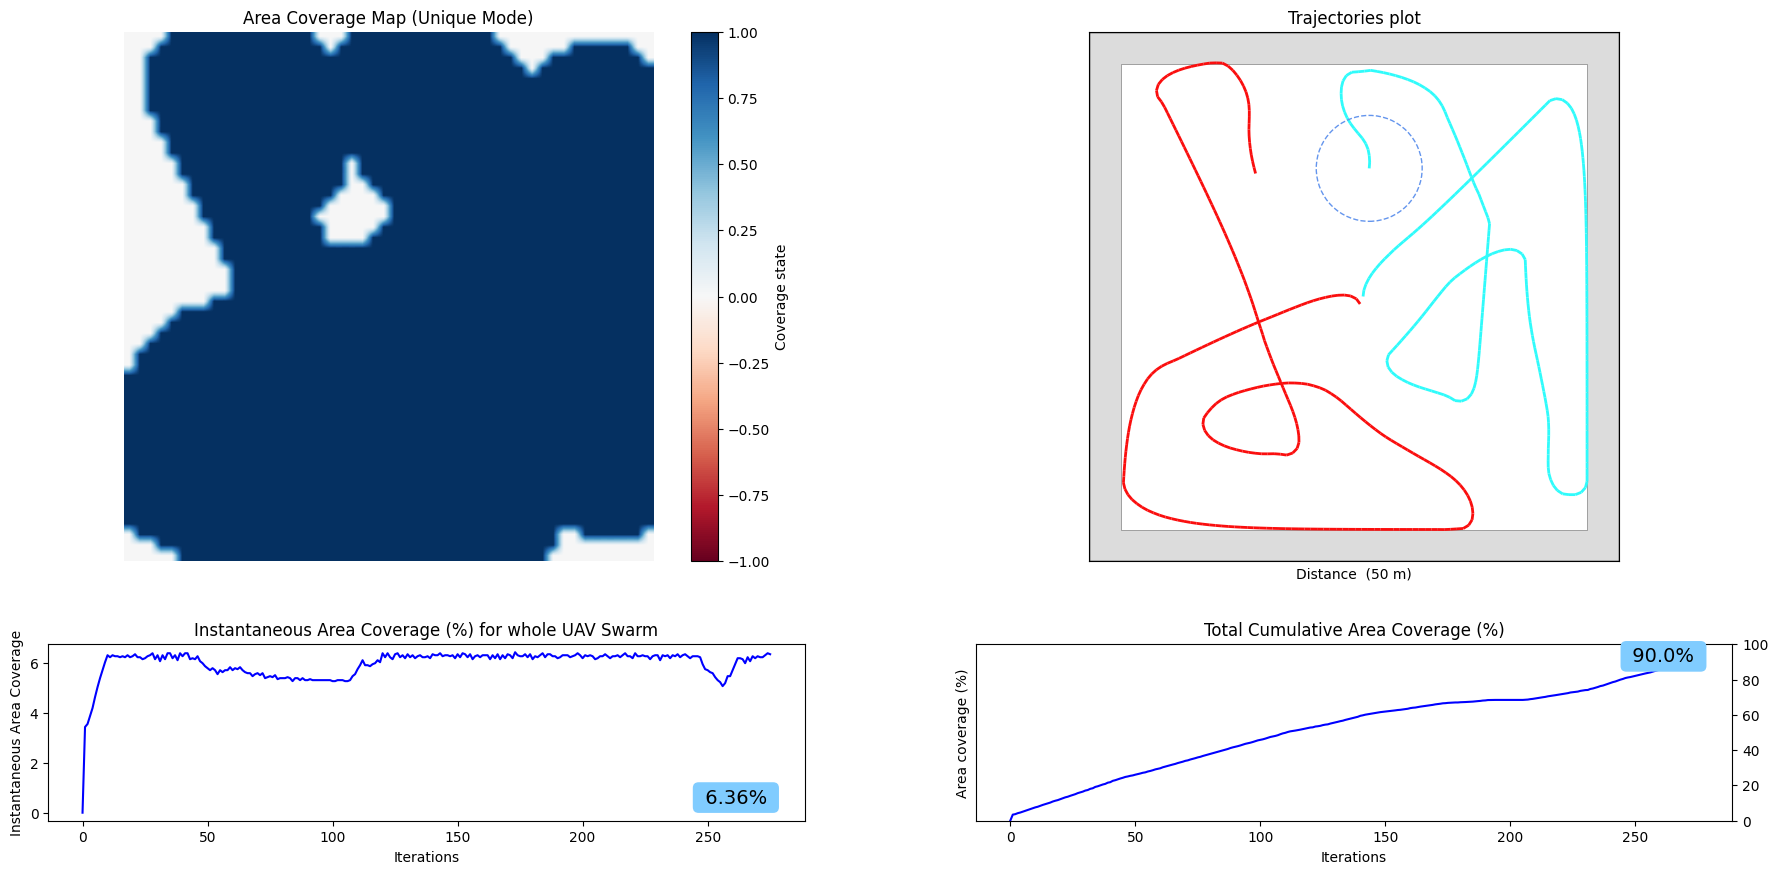 Area Coverage Map (Unique Mode)
1.00
0.75
0.50
0.25
0.00
−0.25
−0.50
−0.75
−1.00
Coverage state
Trajectories plot
Distance  (50 m)
Instantaneous Area Coverage (%) for whole UAV Swarm
Instantaneous Area Coverage
6
4
2
0
6.36%
0 50 100 150 200 250
Iterations
Total Cumulative Area Coverage (%)
Area coverage (%)
90.0%
100
80
60
40
20
0
0 50 100 150 200 250
Iterations